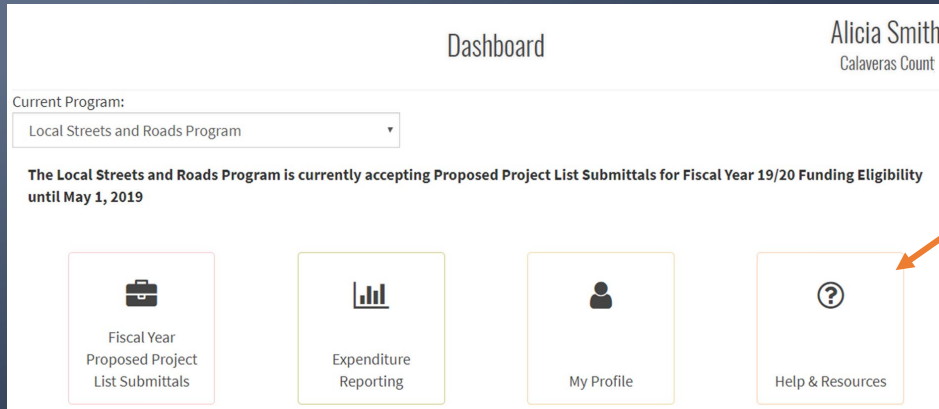 Dashboard
Alicia Smith
Calaveras Count
Current Program:
Local Streets and Roads Program
The Local Streets and Roads Program is currently accepting Proposed Project List Submittals for Fiscal Year 19/20 Funding Eligibility
until May 1, 2019
Fiscal Year
Proposed Project
List Submittals
Expenditure
Reporting
My Profile
Help & Resources